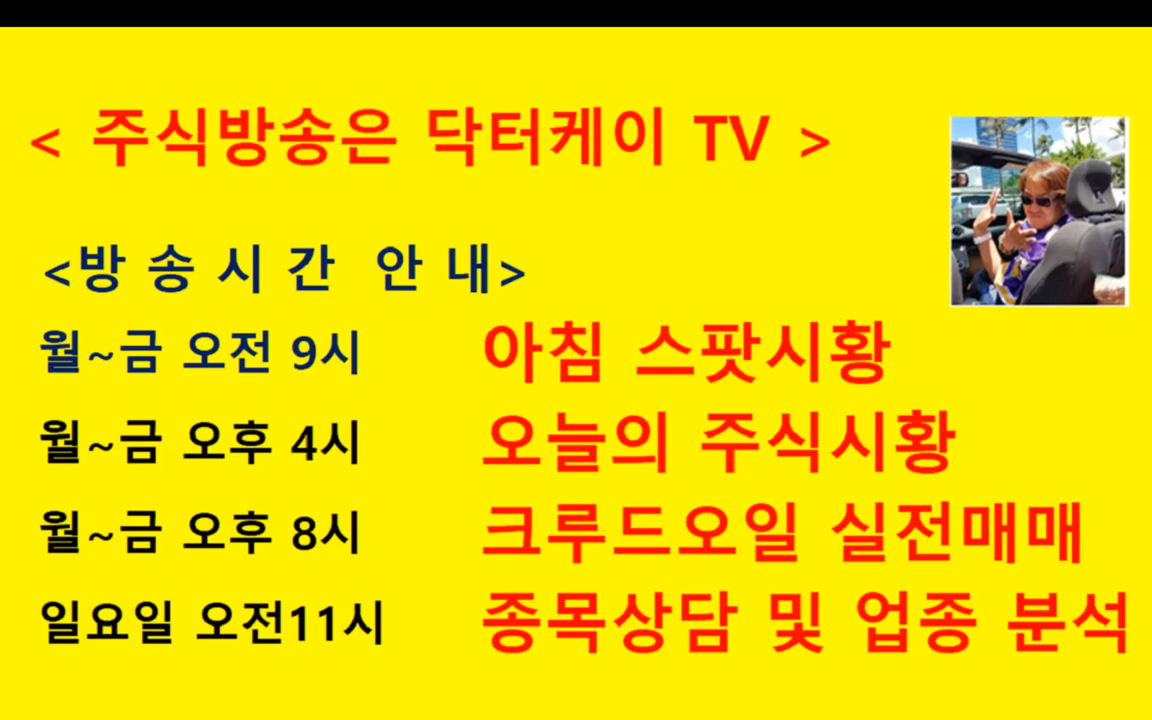 < 주식방송은 닥터케이 TV >
<방 송 시 간 안 내>
월~금 오전 9시 아침 스팟시황
월~금 오후 4시 오늘의 주식시황
월~금 오후 8시 크루드오일 실전매매
일요일 오전11시 종목상담 및 업종 분석